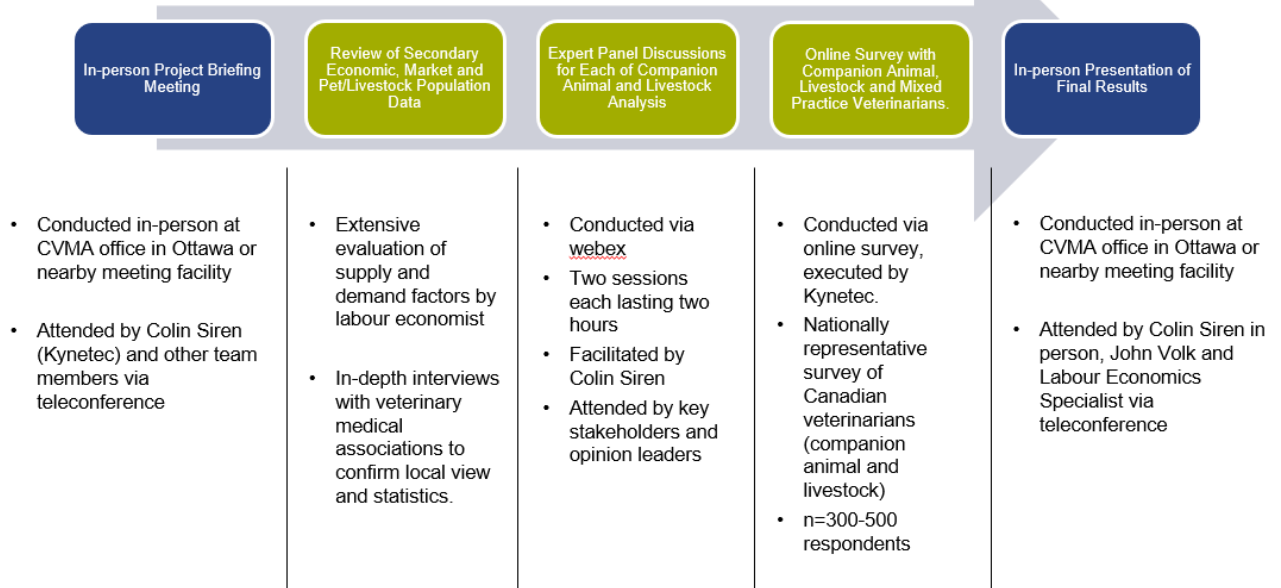 In-person Project Briefing
Meeting
Review of Secondary
Economic, Market and
Pet/Livestock Population
Data
Expert Panel Discussions
for Each of Companion
Animal and Livestock
Analysis
Online Survey with
Companion Animal,
Livestock and Mixed
Practice Veterinarians.
In-person Presentation of
Final Results
• Conducted in-person at
CVMA office in Ottawa or
nearby meeting facility
• Attended by Colin Siren
(Kynetec) and other team
members via
teleconference
• Extensive
evaluation of
supply and
demand factors by
labour economist
• In-depth interviews
with veterinary
medical
associations to
confirm local view
and statistics.
• Conducted via
webex
• Two sessions
each lasting two
hours
• Facilitated by
Colin Siren
• Attended by key
stakeholders and
opinion leaders
• Conducted via
online survey,
executed by
Kynetec.
• Nationally
representative
survey of
Canadian
veterinarians
(companion
animal and
livestock)
• n=300-500
respondents
• Conducted in-person at
CVMA office in Ottawa or
nearby meeting facility
• Attended by Colin Siren in
person, John Volk and
Labour Economics
Specialist via
teleconference